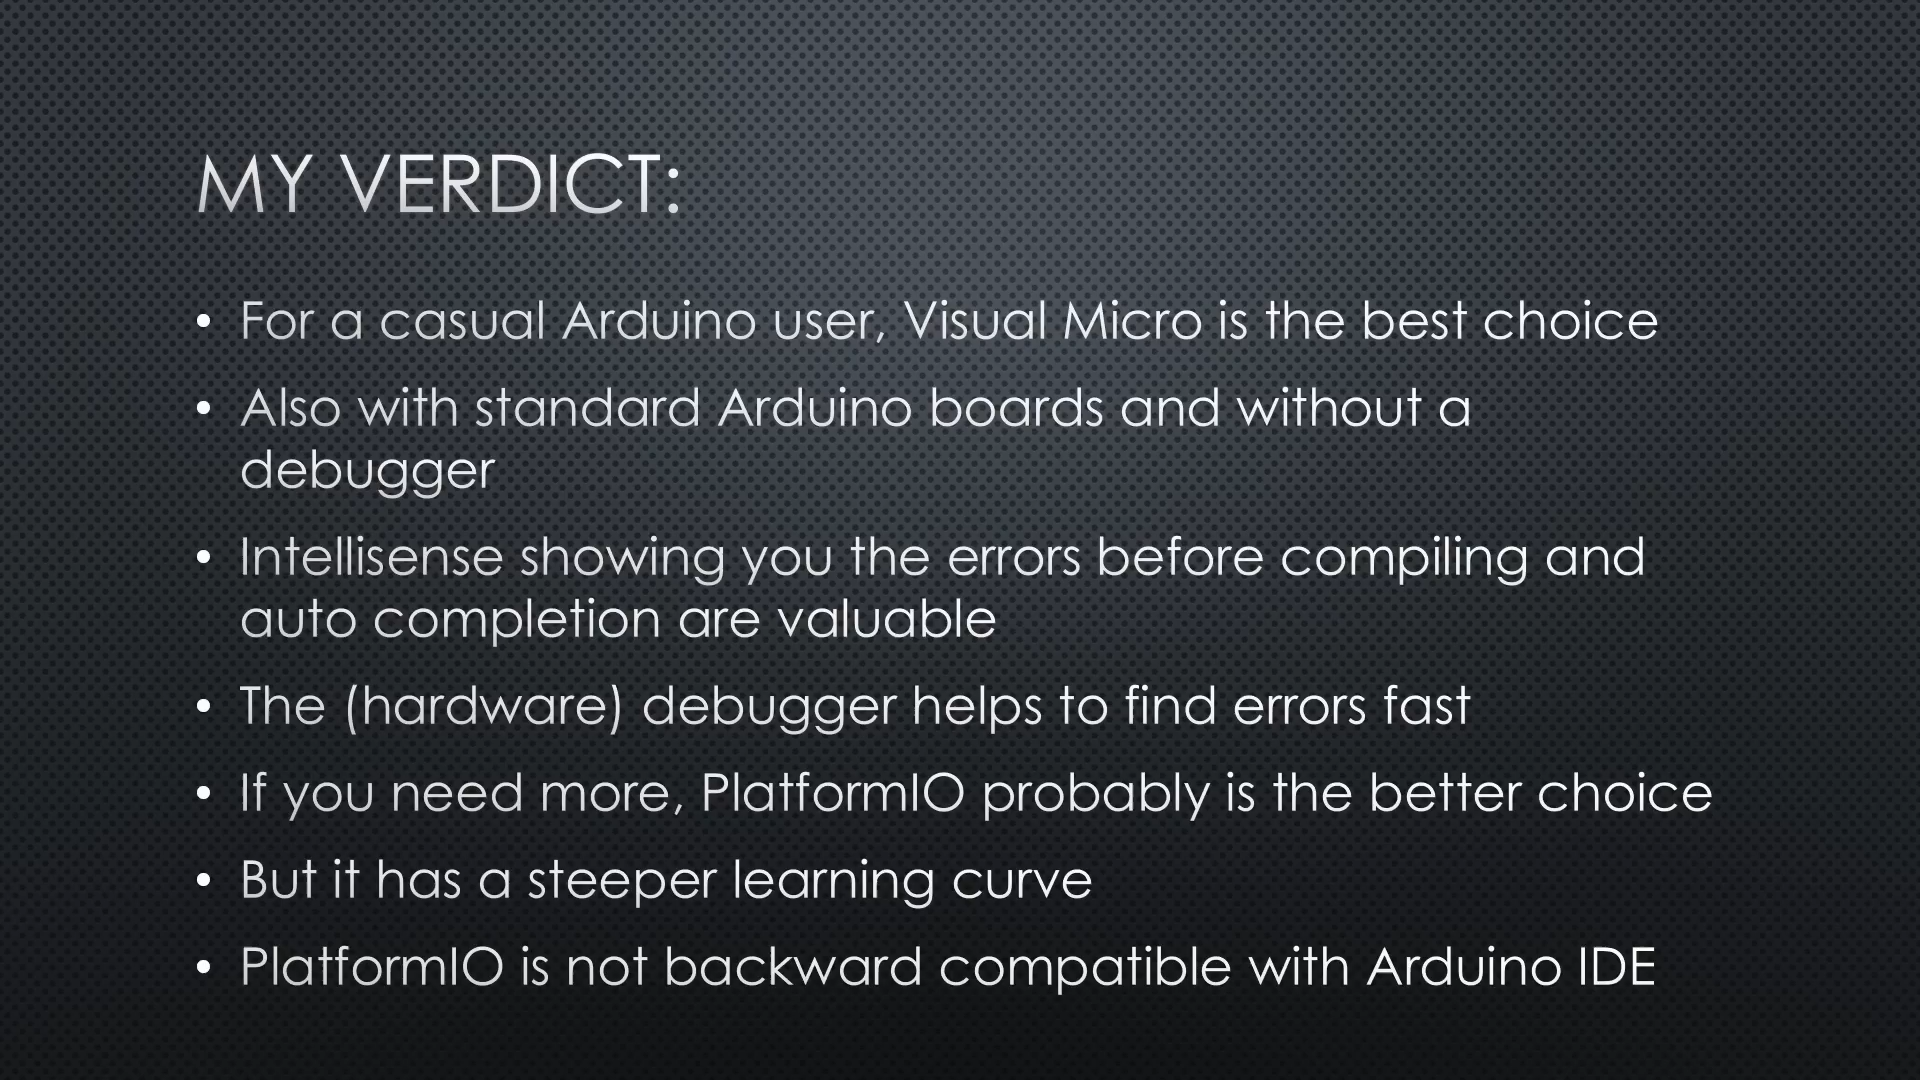 MY VERDICT:
• For a casual Arduino user, Visual Micro is the best choice
• Also with standard Arduino boards and without a
debugger
• Intellisense showing you the errors before compiling and
auto completion are valuable
• The (hardware) debugger helps to find errors fast
• If you need more, PlatformIO probably is the better choice
• But it has a steeper learning curve
• PlatformIO is not backward compatible with Arduino IDE